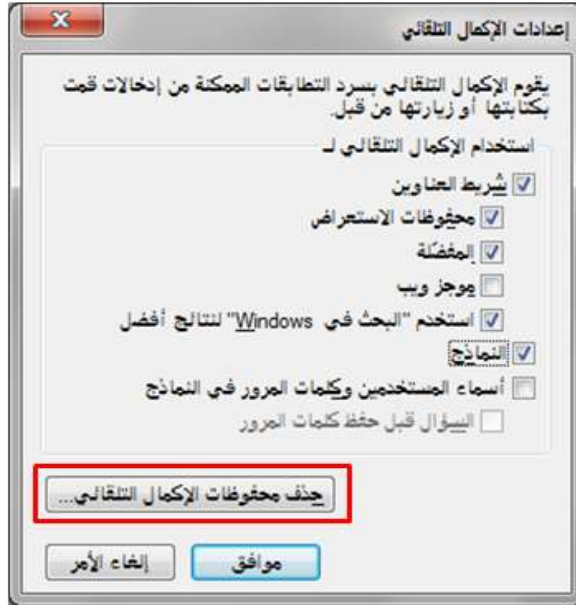 إعدادات الإكمال التلقائي
يقوم الإكمال التلقائي بسرد التطابقات الممكنة من إدخالات قمت
بكتابتها أو زيارتها من قبل.
استخدام الإكمال التلقائي لـ
شريط العناوين
محفوظات الاستعراض
المفضلة
موجز ويب
استخدم "البحث في Windows" لنتائج أفضل
النماذج
أسماء المستخدمين وكلمات المرور في النماذج
السؤال قبل حفظ كلمات المرور
حذف محفوظات الإكمال التلقائي...
موافق
إلغاء الأمر